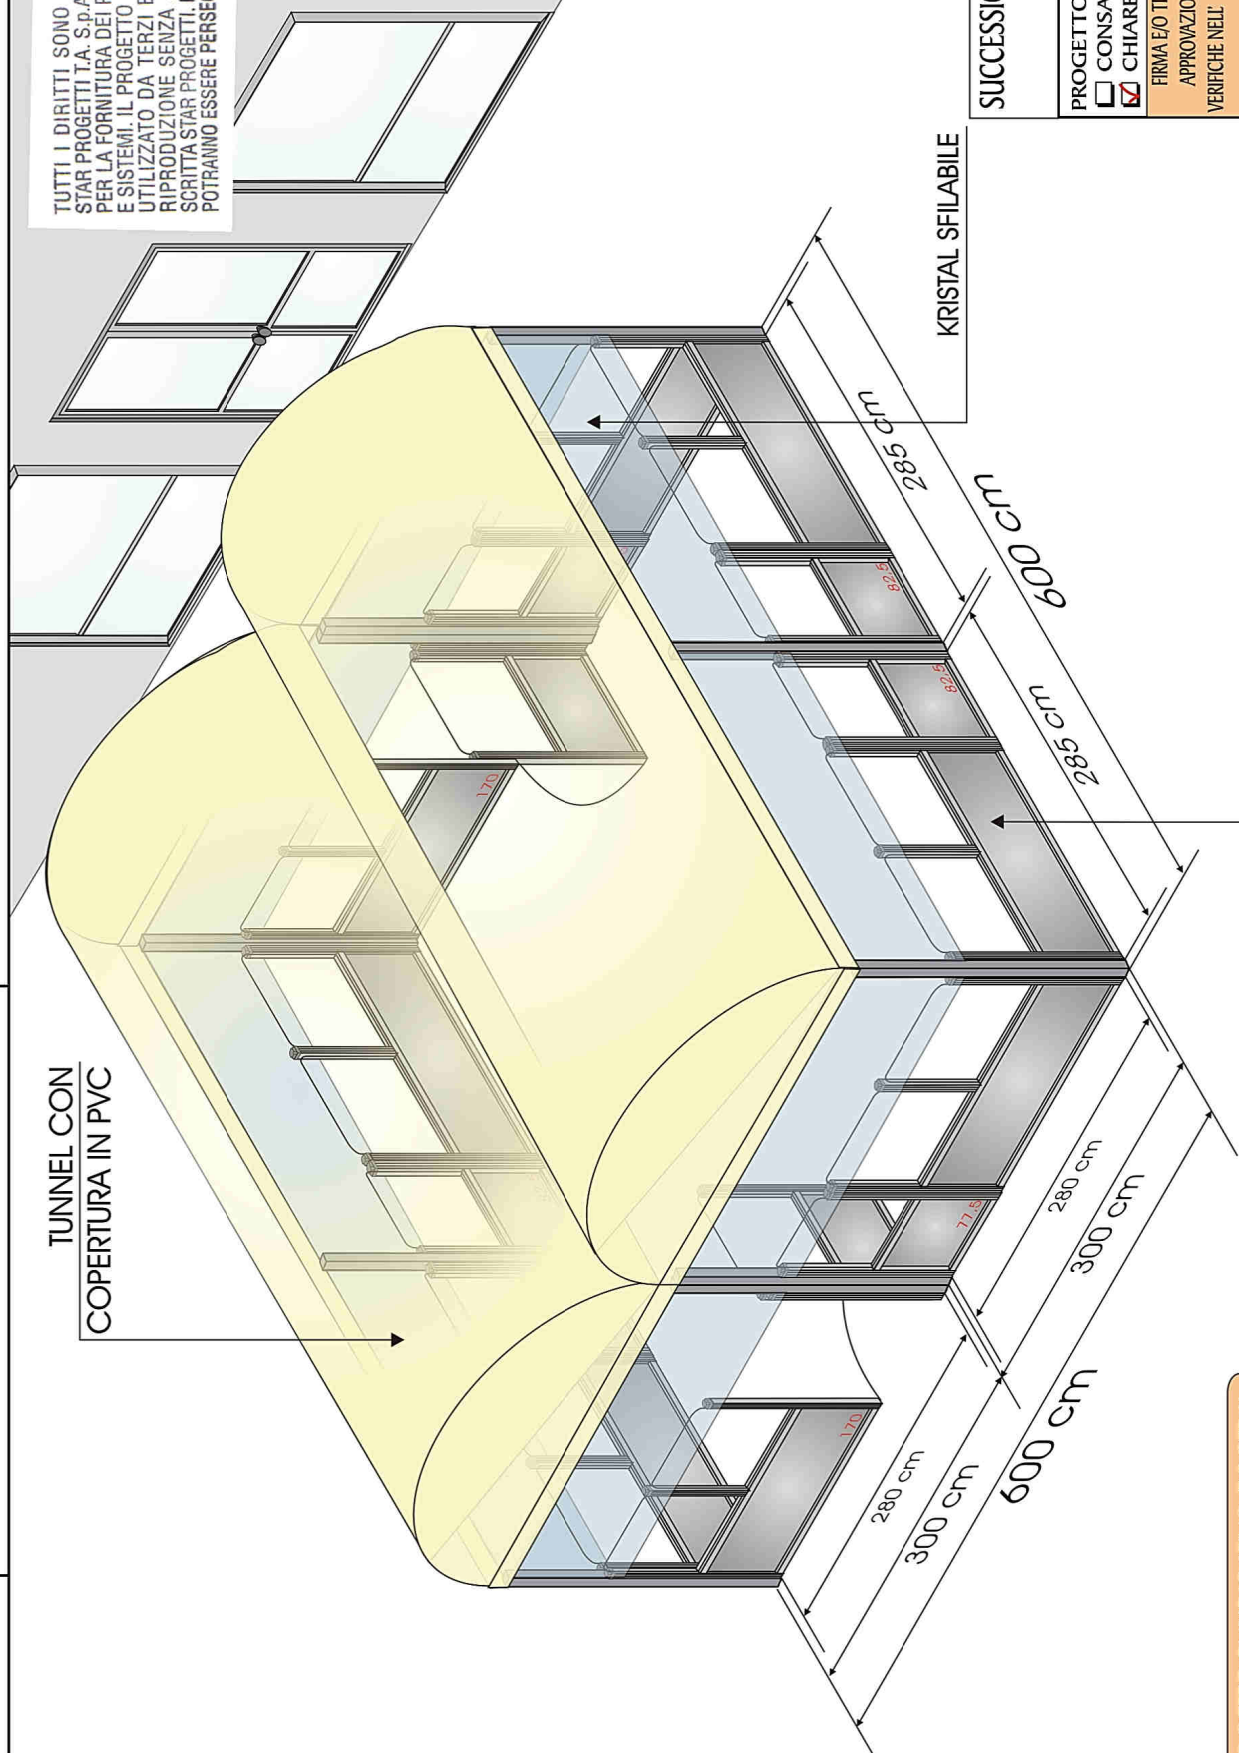 TUTTI I DIRITTI SONO
STAR PROGETTI T.A. S.p.A
PER LA FORNITURA DEI
E SISTEMI. IL PROGETTO
UTILIZZATO DA TERZI
RIPRODUZIONE SENZA
SCRITTA STAR PROGETTI.
POTRANNO ESSERE
TUNNEL CON
COPERTURA IN PVC
KRISTAL SFILABILE
SUCCESSIO
PROGETTO
CONSA
CHIARE
FIRMA E/O
APPROVAZIO
VERIFICHE NELL'
170
82.5
82.5
285 cm
285 cm
600 cm
77.5
170
280 cm
300 cm
280 cm
300 cm
600 cm